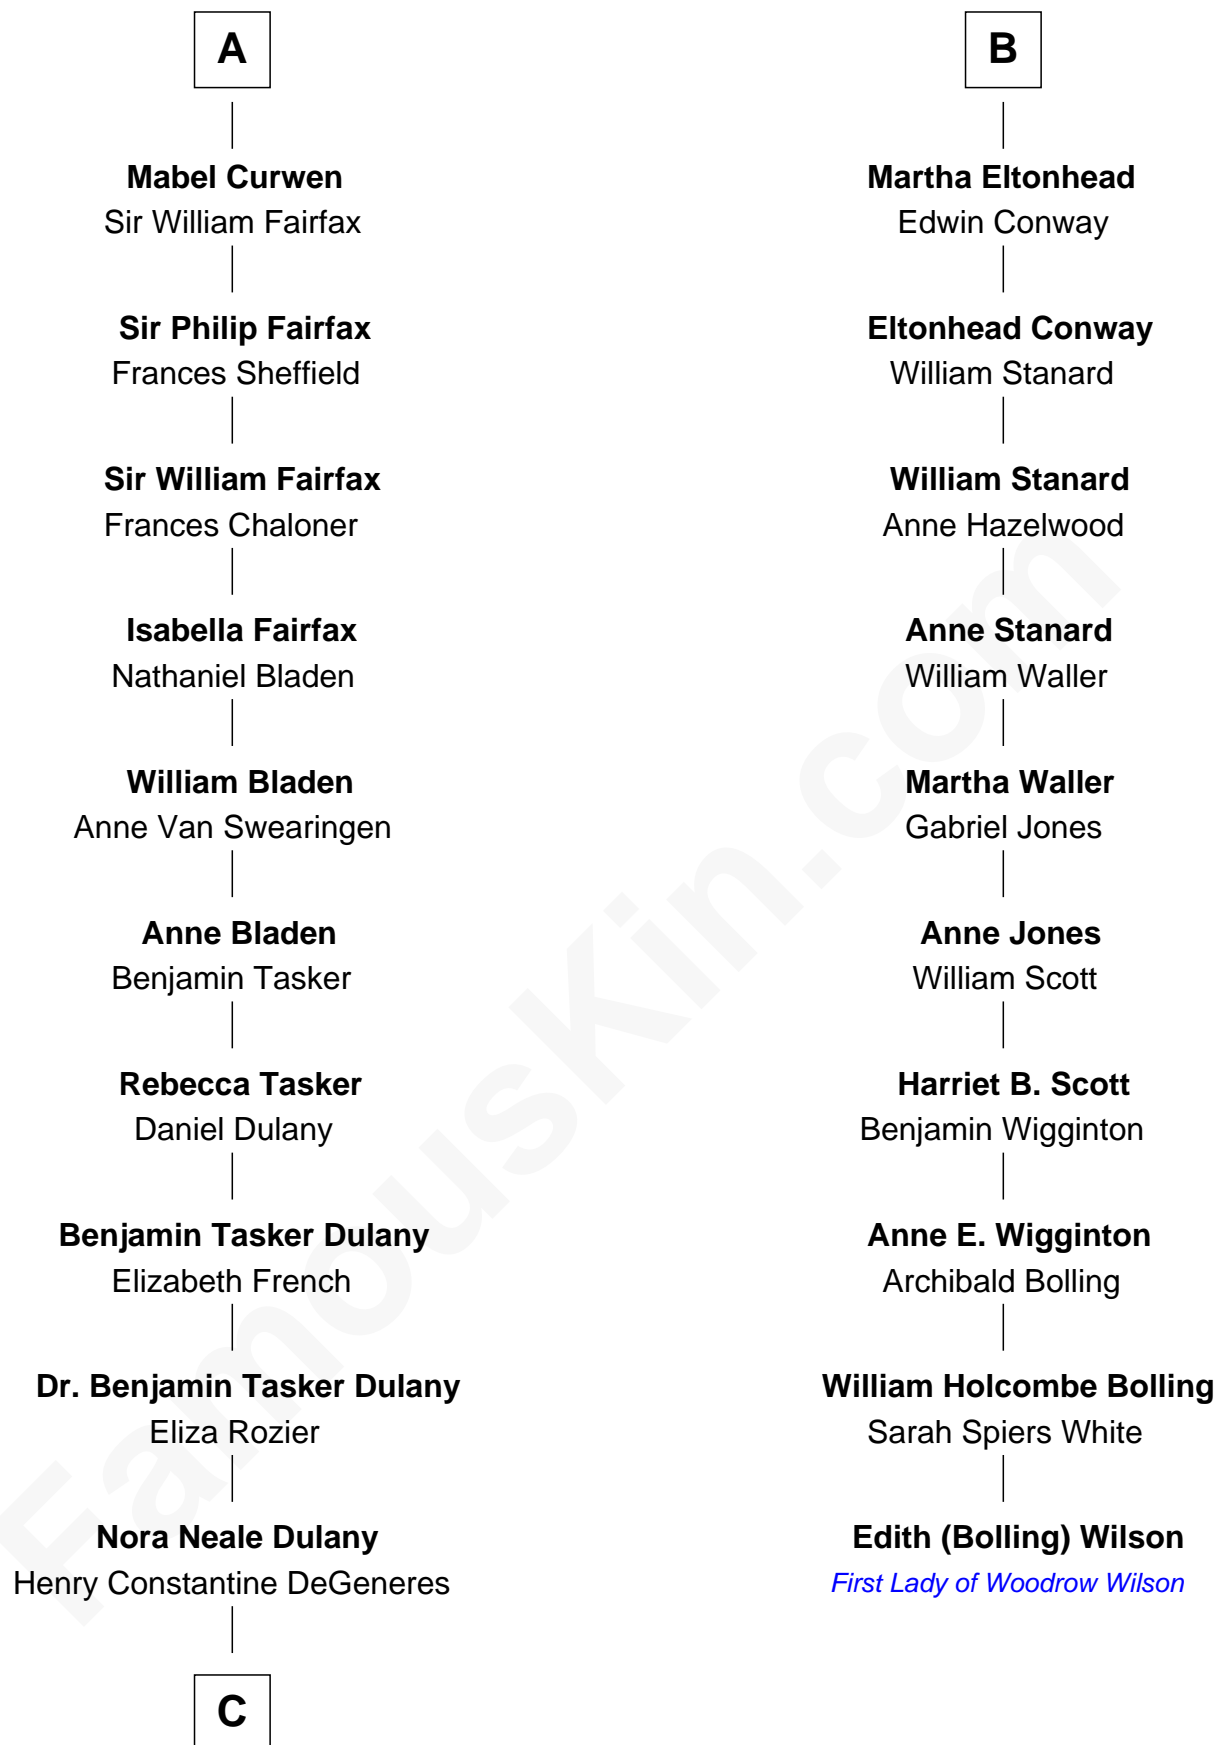 A
Mabel Curwen
Sir William Fairfax
Sir Philip Fairfax
Frances Sheffield
Sir William Fairfax
Frances Chaloner
Isabella Fairfax
Nathaniel Bladen
William Bladen
Anne Van Swearingen
Anne Bladen
Benjamin Tasker
Rebecca Tasker
Daniel Dulany
Benjamin Tasker Dulany
Elizabeth French
Dr. Benjamin Tasker Dulany
Eliza Rozier
Nora Neale Dulany
Henry Constantine DeGeneres
C
B
Martha Eltonhead
Edwin Conway
Eltonhead Conway
William Stanard
William Stanard
Anne Hazelwood
Anne Stanard
William Waller
Martha Waller
Gabriel Jones
Anne Jones
William Scott
Harriet B. Scott
Benjamin Wigginton
Anne E. Wigginton
Archibald Bolling
William Holcombe Bolling
Sarah Spiers White
Edith (Bolling) Wilson
First Lady of Woodrow Wilson
FamousKin.com